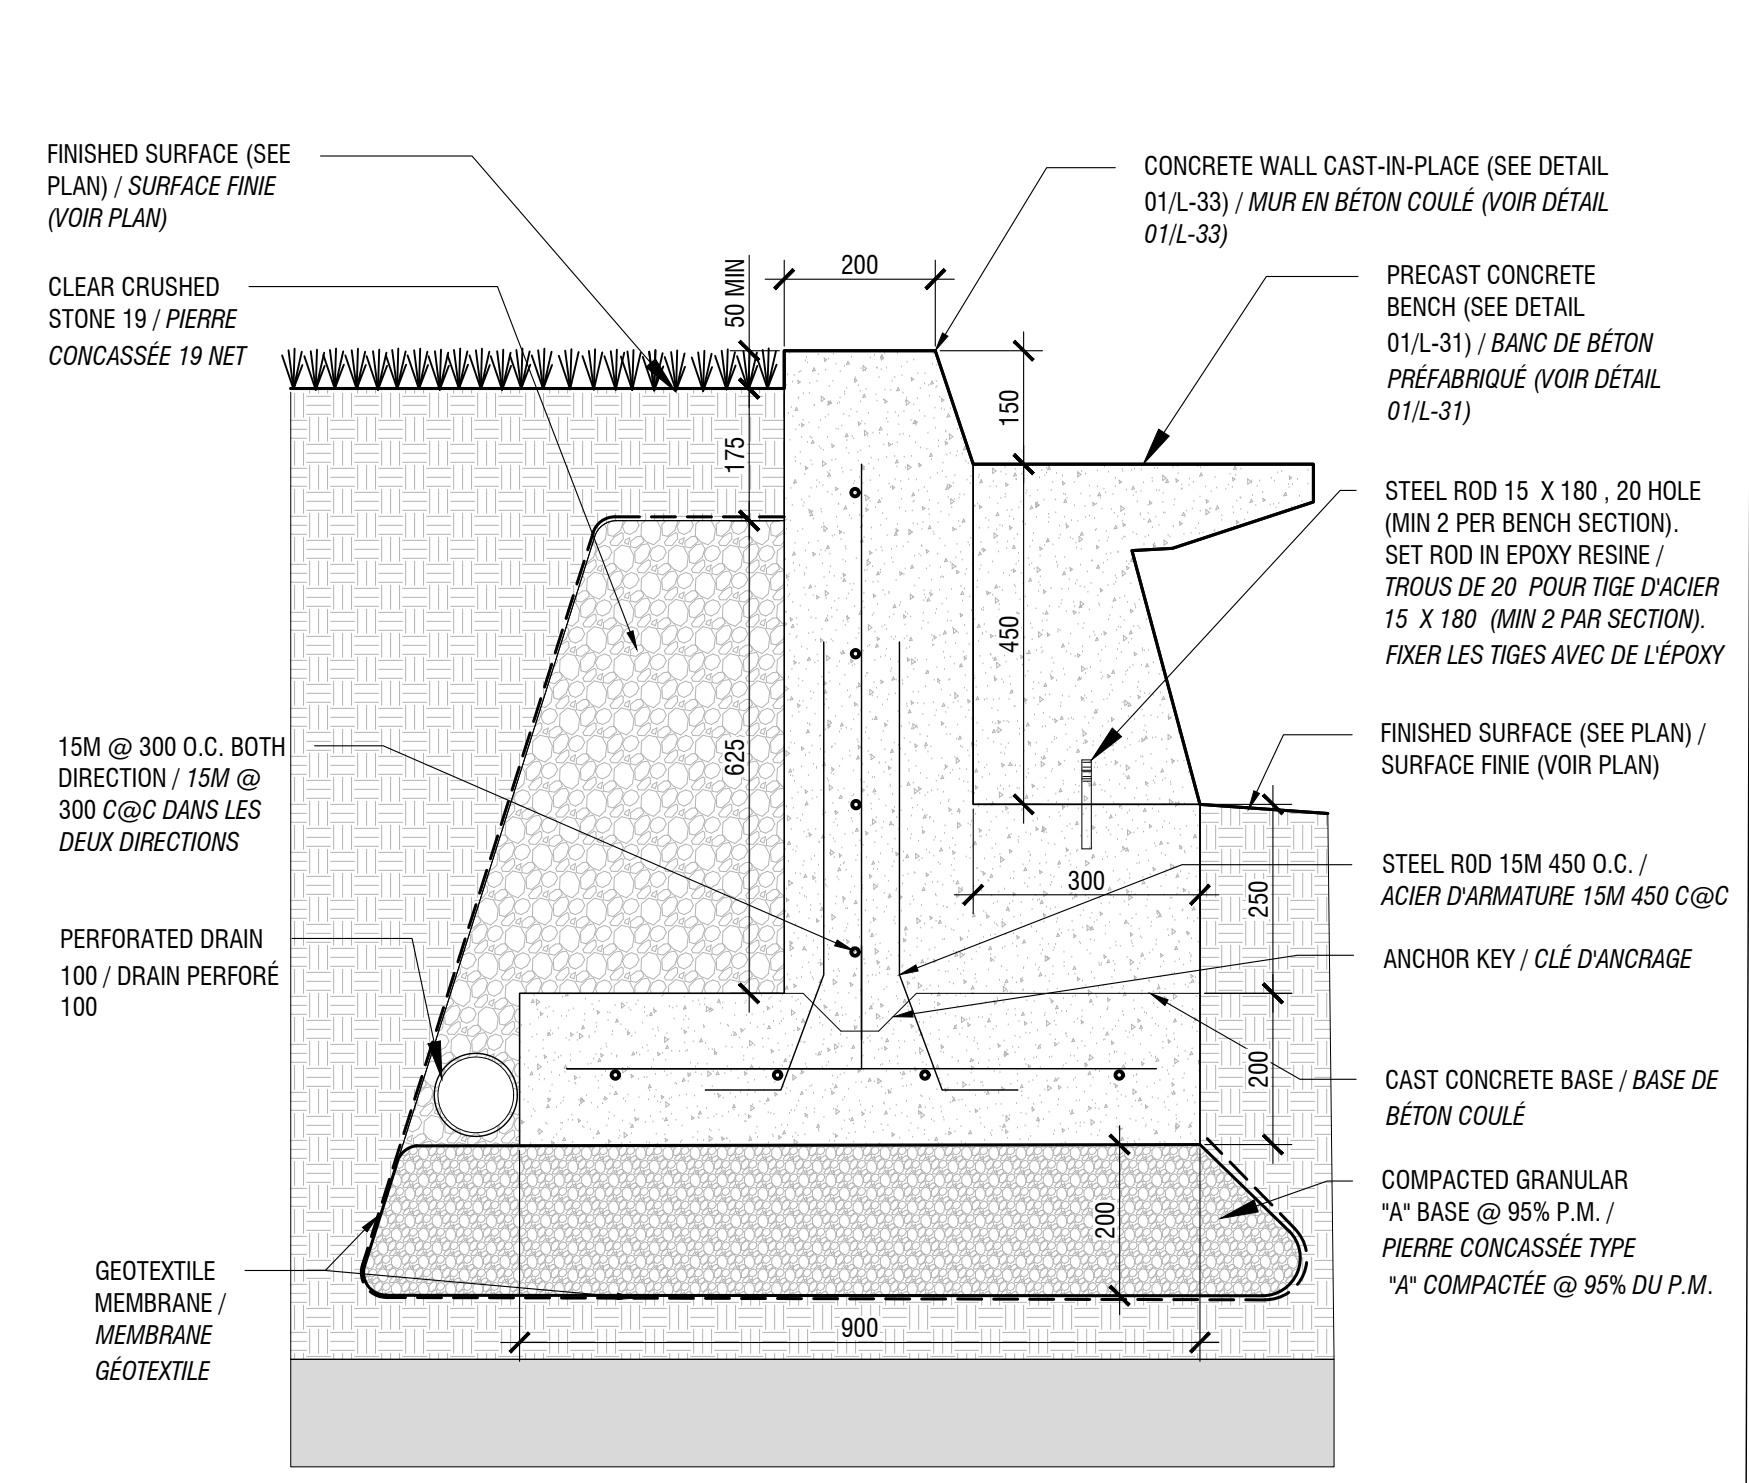 FINISHED SURFACE (SEE
PLAN) / SURFACE FINIE
(VOIR PLAN)
CLEAR CRUSHED
STONE 19 / PIERRE
CONCASSÉE 19 NET
15M @ 300 O.C. BOTH
DIRECTION / 15M @
300 C@C DANS LES
DEUX DIRECTIONS
PERFORATED DRAIN
100 / DRAIN PERFORÉ
100
GEOTEXTILE
MEMBRANE /
MEMBRANE
GÉOTEXTILE
50 MIN
200
175
625
150
450
300
250
200
200
900
CONCRETE WALL CAST-IN-PLACE (SEE DETAIL
01/L-33) / MUR EN BÉTON COULÉ (VOIR DÉTAIL
01/L-33)
PRECAST CONCRETE
BENCH (SEE DETAIL
01/L-31) / BANC DE BÉTON
PRÉFABRIQUÉ (VOIR DÉTAIL
01/L-31)
STEEL ROD 15 X 180 , 20 HOLE
(MIN 2 PER BENCH SECTION).
SET ROD IN EPOXY RESINE /
TROUS DE 20 POUR TIGE D'ACIER
15 X 180 (MIN 2 PAR SECTION).
FIXER LES TIGES AVEC DE L'ÉPOXY
FINISHED SURFACE (SEE PLAN) /
SURFACE FINIE (VOIR PLAN)
STEEL ROD 15M 450 O.C. /
ACIER D'ARMATURE 15M 450 C@C
ANCHOR KEY / CLÉ D'ANCRAGE
CAST CONCRETE BASE / BASE DE
BÉTON COULÉ
COMPACTED GRANULAR
"A" BASE @ 95% P.M. /
PIERRE CONCASSÉE TYPE
"A" COMPACTÉE @ 95% DU P.M.